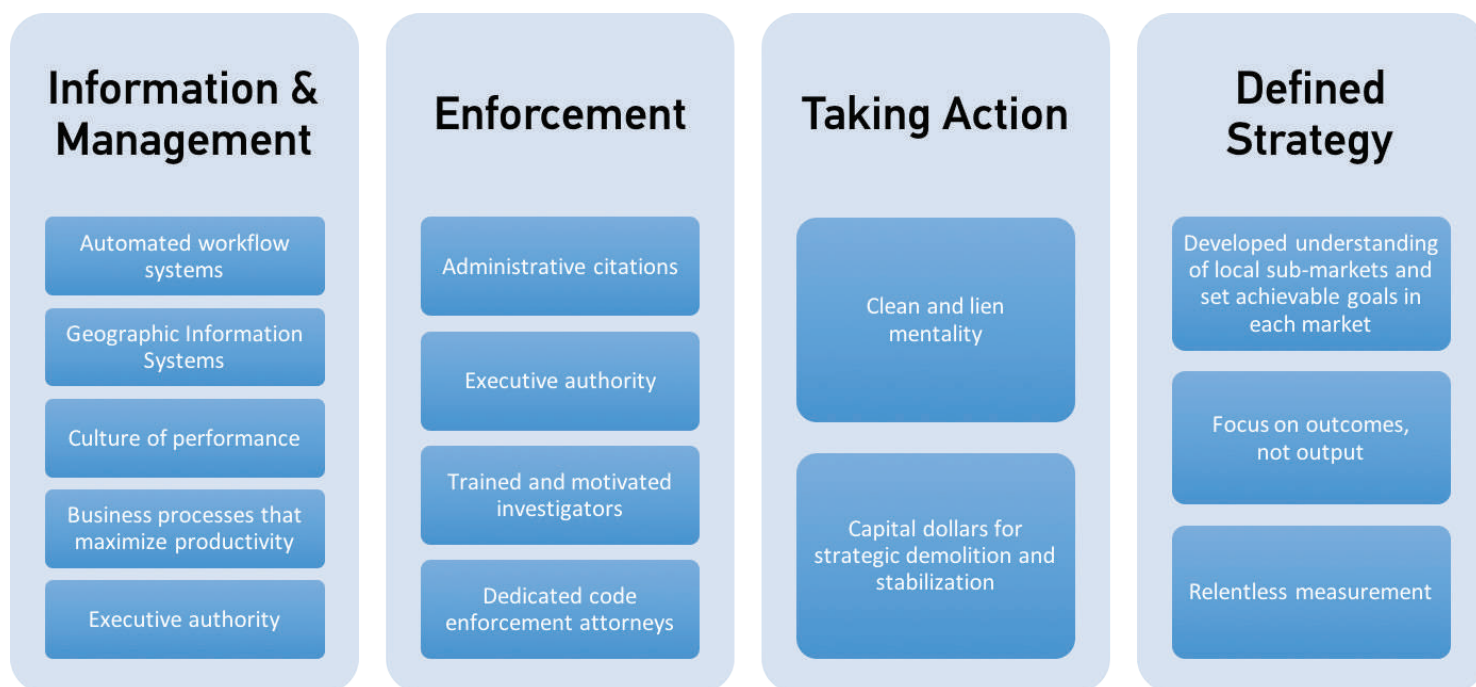 Information &
Management
Automated workflow
systems
Geographic Information
Systems
Culture of performance
Business processes that
maximize productivity
Executive authority
Enforcement
Administrative citations
Executive authority
Trained and motivated
investigators
Dedicated code
enforcement attorneys
Taking Action
Clean and lien
mentality
Capital dollars for
strategic demolition and
stabilization
Defined
Strategy
Developed understanding
of local sub-markets and
set achievable goals in
each market
Focus on outcomes,
not output
Relentless measurement